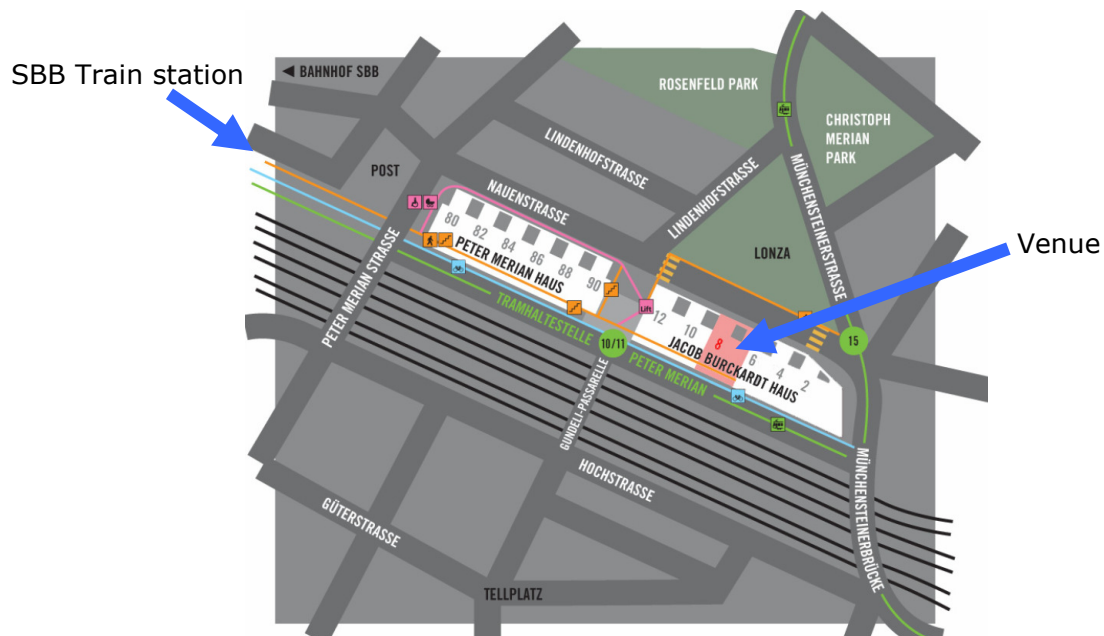 SBB Train station
◄ BAHNHOF SBB
ROSENFELD PARK
CHRISTOPH
MERIAN
PARK
POST
LINDENHOFSTRASSE
NAUENSTRASSE
LINDENHOFSTRASSE
MÜNCHENSTEINERSTRASSE
LONZA
Venue
80
82
84
86
88
90
PETER MERIAN HAUS
PETER MERIAN STRASSE
Lift
12
10
8
6
4
2
JACOB BURCKARDT HAUS
15
TRAMHALTESTELLE
10/11
PETER MERIAN
GUNDELI-PASSARELLE
HOCHSTRASSE
MÜNCHENSTEINERBRÜCKE
GÜTERSTRASSE
TELLPLATZ